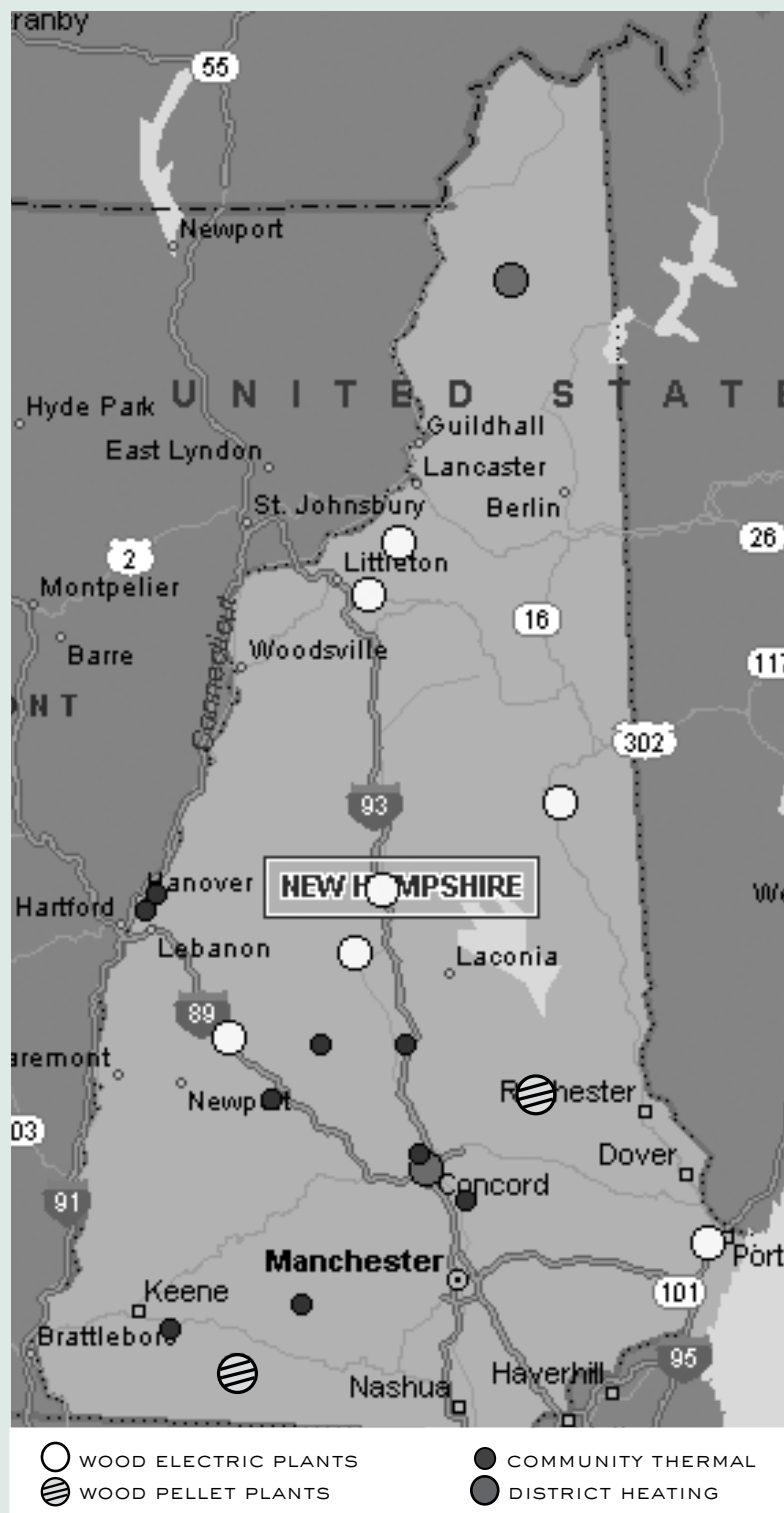 ranby
55
Newport
UNITED STATE
Hyde Park
Guildhall
East Lyndon
Lancaster
Berlin
St. Johnsbury
26
2
Littleton
Montpelier
16
Barre
Woodsville
117
Connecticut
NT
302
93
Hanover
NEW HAMPSHIRE
We
Hartford
Lebanon
Laconia
89
aremont
Newport
Rochester
03
Dover
Concord
91
Manchester
Port
101
Keene
Brattleboro
95
Haverhill
Nashua
WOOD ELECTRIC PLANTS
COMMUNITY THERMAL
WOOD PELLET PLANTS
DISTRICT HEATING